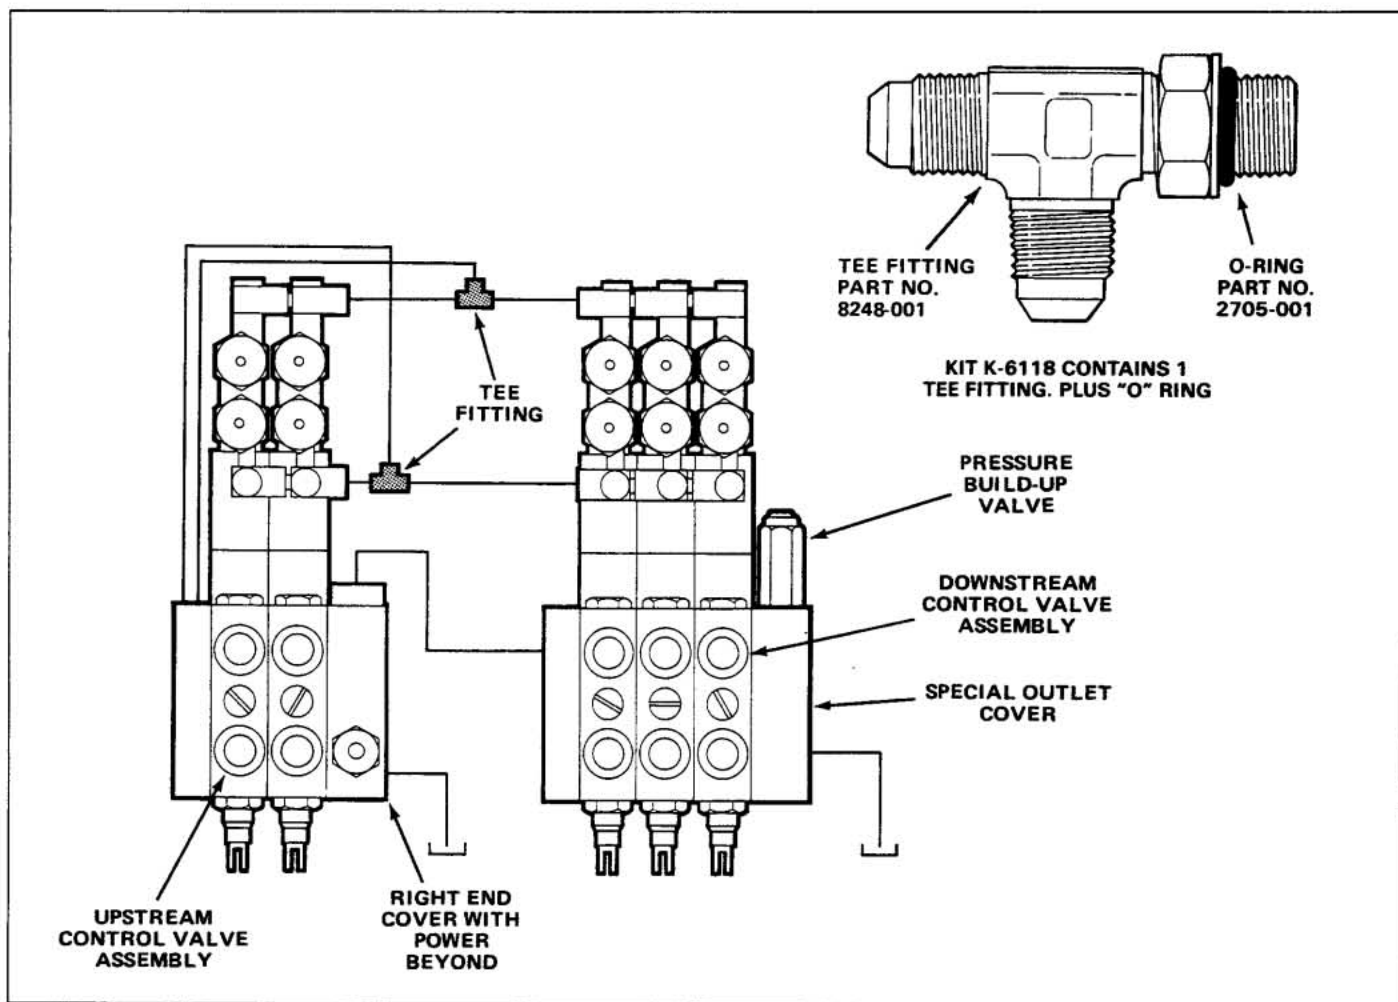 TEE FITTING
PART NO.
8248-001
O-RING
PART NO.
2705-001
KIT K-6118 CONTAINS 1
TEE FITTING. PLUS "O" RING
TEE
FITTING
PRESSURE
BUILD-UP
VALVE
DOWNSTREAM
CONTROL VALVE
ASSEMBLY
SPECIAL OUTLET
COVER
UPSTREAM
CONTROL VALVE
ASSEMBLY
RIGHT END
COVER WITH
POWER
BEYOND